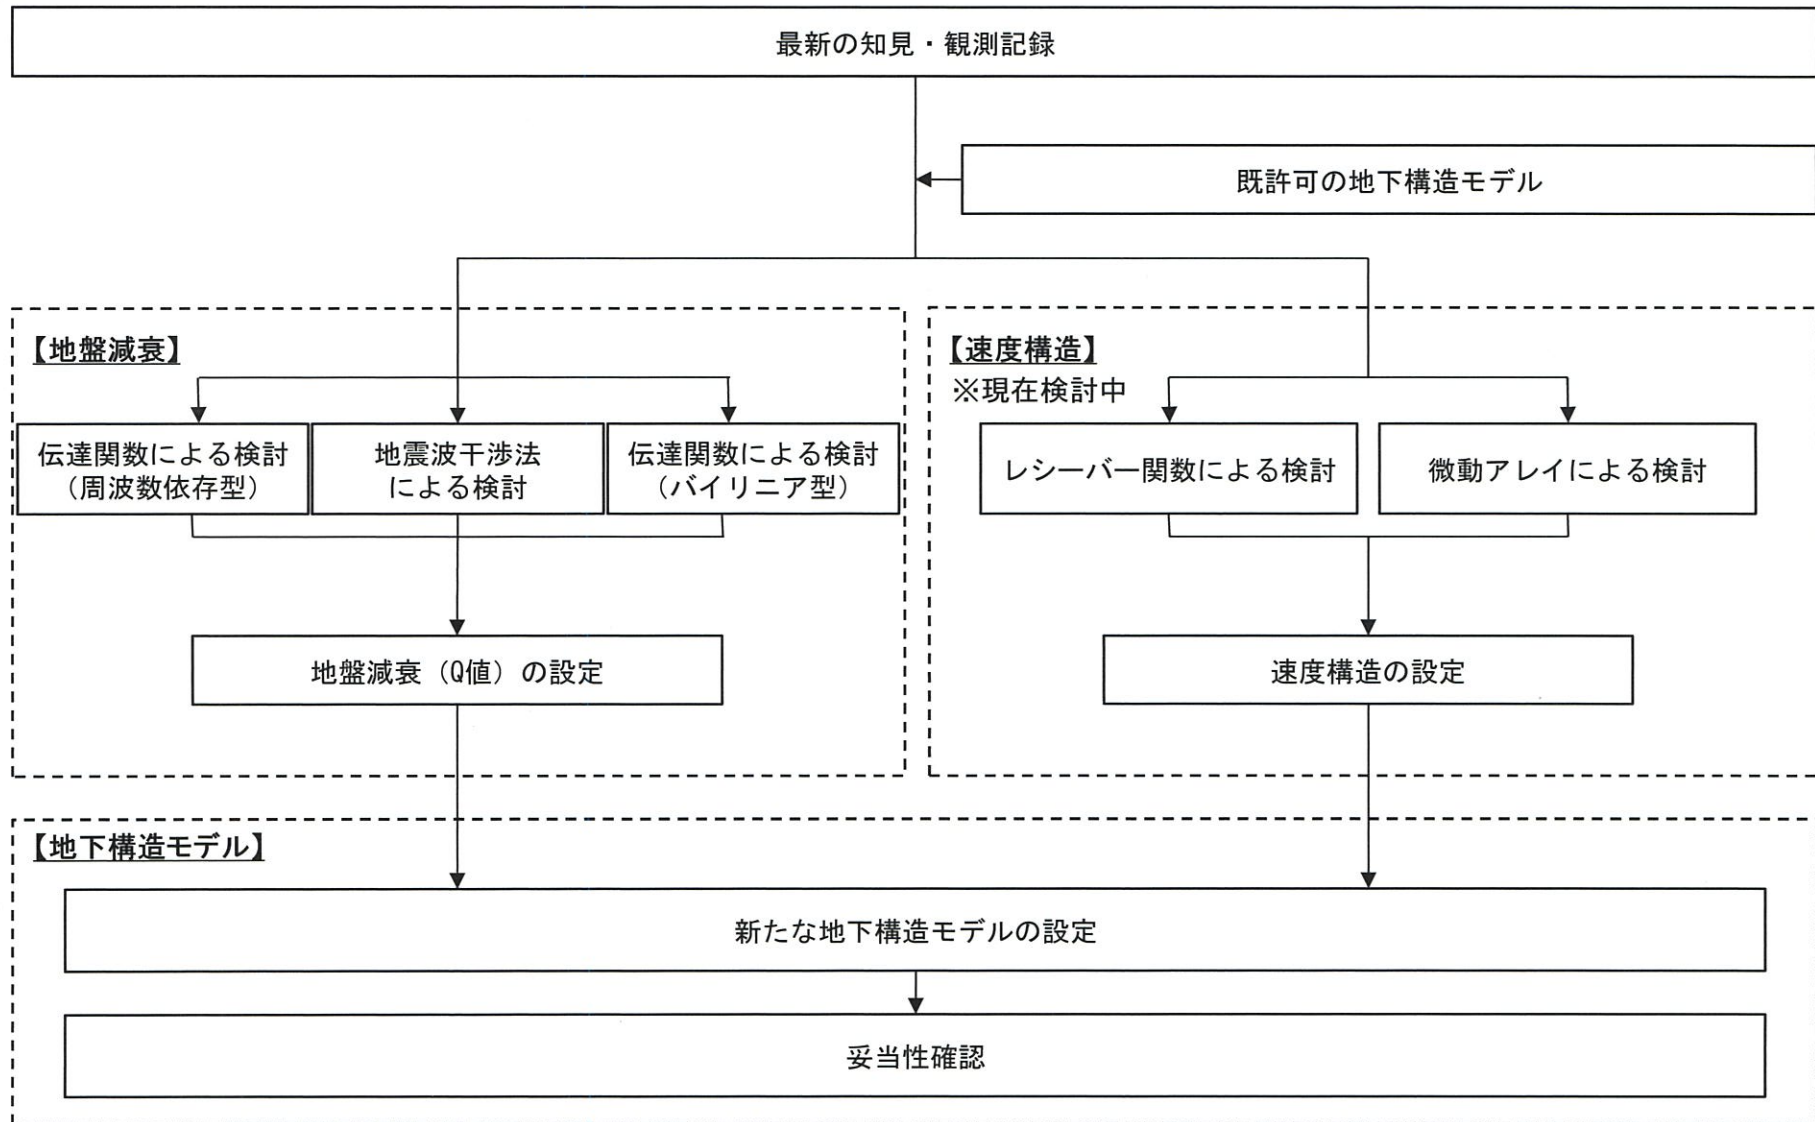 最新の知見・観測記録
既許可の地下構造モデル
【地盤減衰】
伝達関数による検討
（周波数依存型）
地震波干渉法
による検討
伝達関数による検討
（バイリニア型）
地盤減衰（Q値）の設定
【速度構造】
※現在検討中
レシーバー関数による検討
微動アレイによる検討
速度構造の設定
【地下構造モデル】
新たな地下構造モデルの設定
妥当性確認